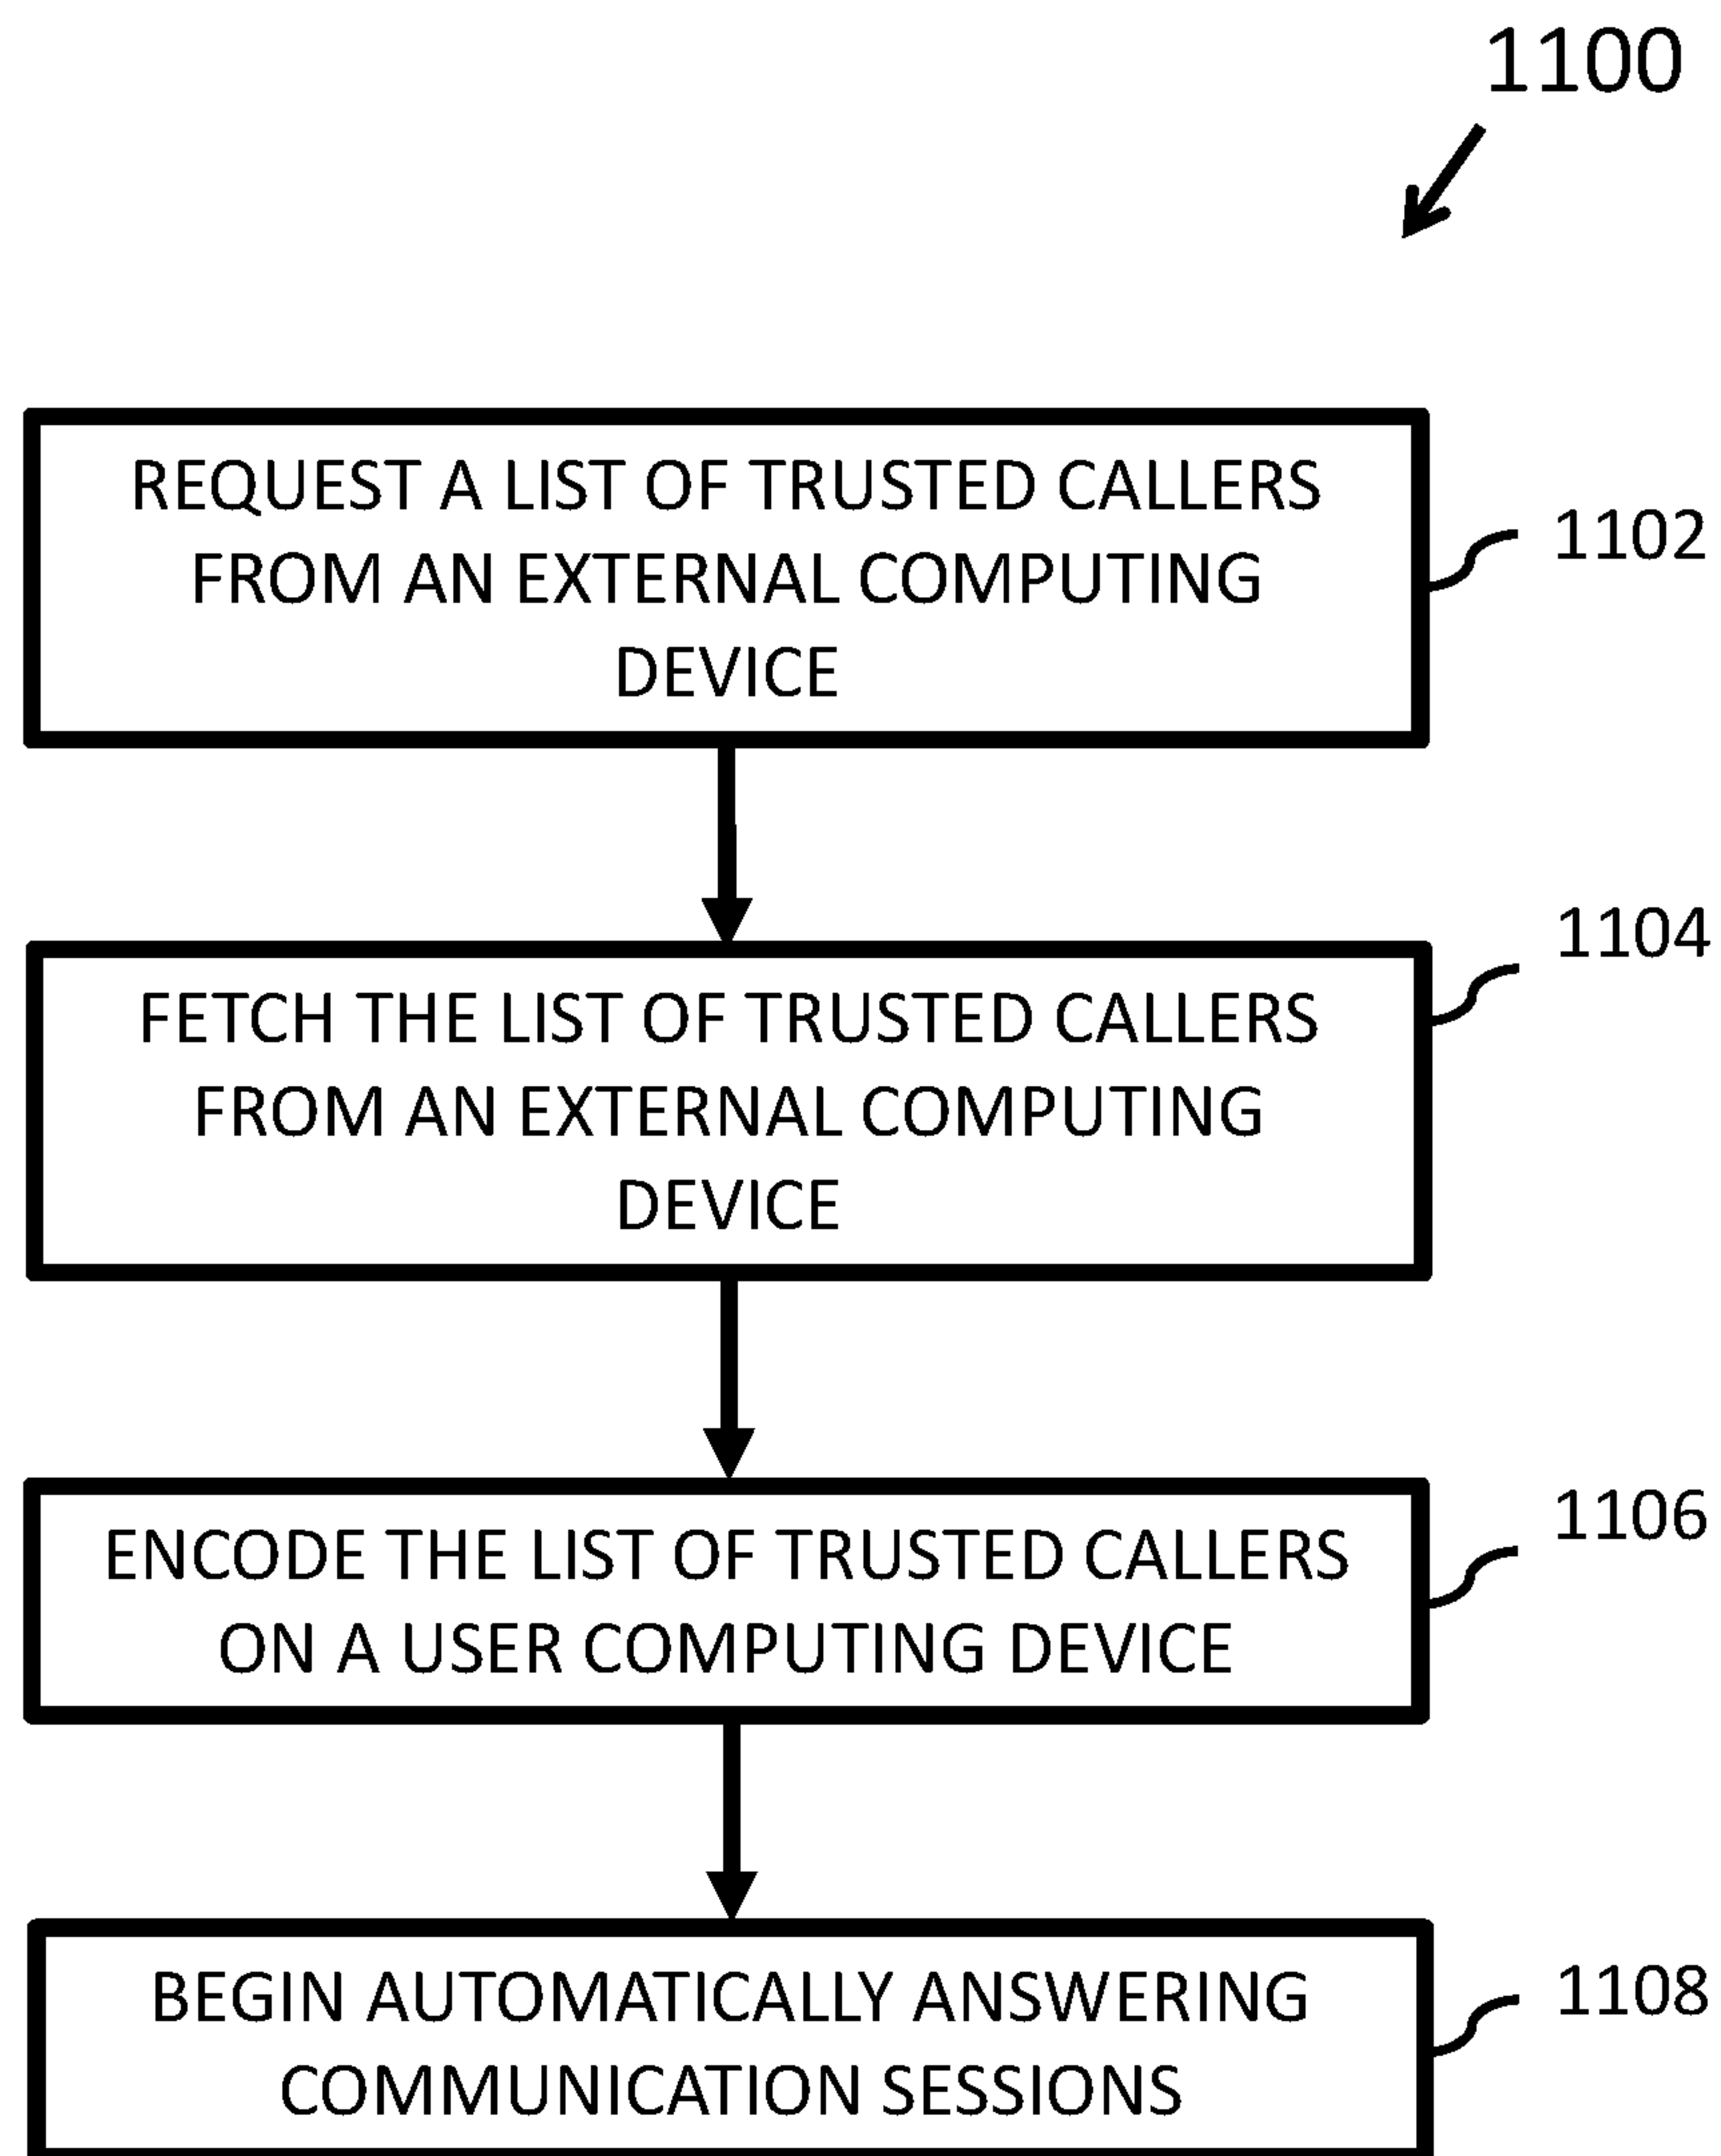 1100
REQUEST A LIST OF TRUSTED CALLERS
FROM AN EXTERNAL COMPUTING
DEVICE
1102
FETCH THE LIST OF TRUSTED CALLERS
FROM AN EXTERNAL COMPUTING
DEVICE
1104
ENCODE THE LIST OF TRUSTED CALLERS
ON A USER COMPUTING DEVICE
1106
BEGIN AUTOMATICALLY ANSWERING
COMMUNICATION SESSIONS
1108